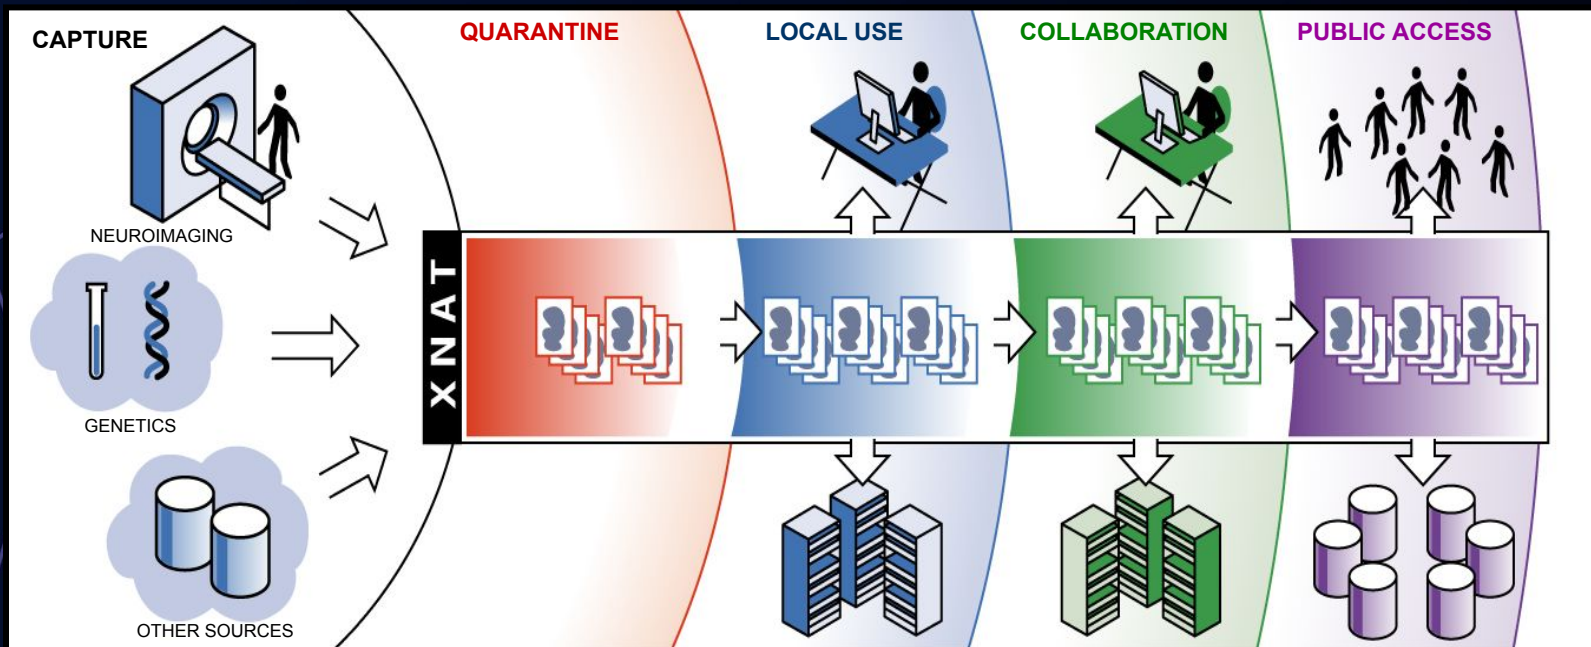 CAPTURE
QUARANTINE
LOCAL USE
COLLABORATION
PUBLIC ACCESS
NEUROIMAGING
XNAT
GENETICS
OTHER SOURCES